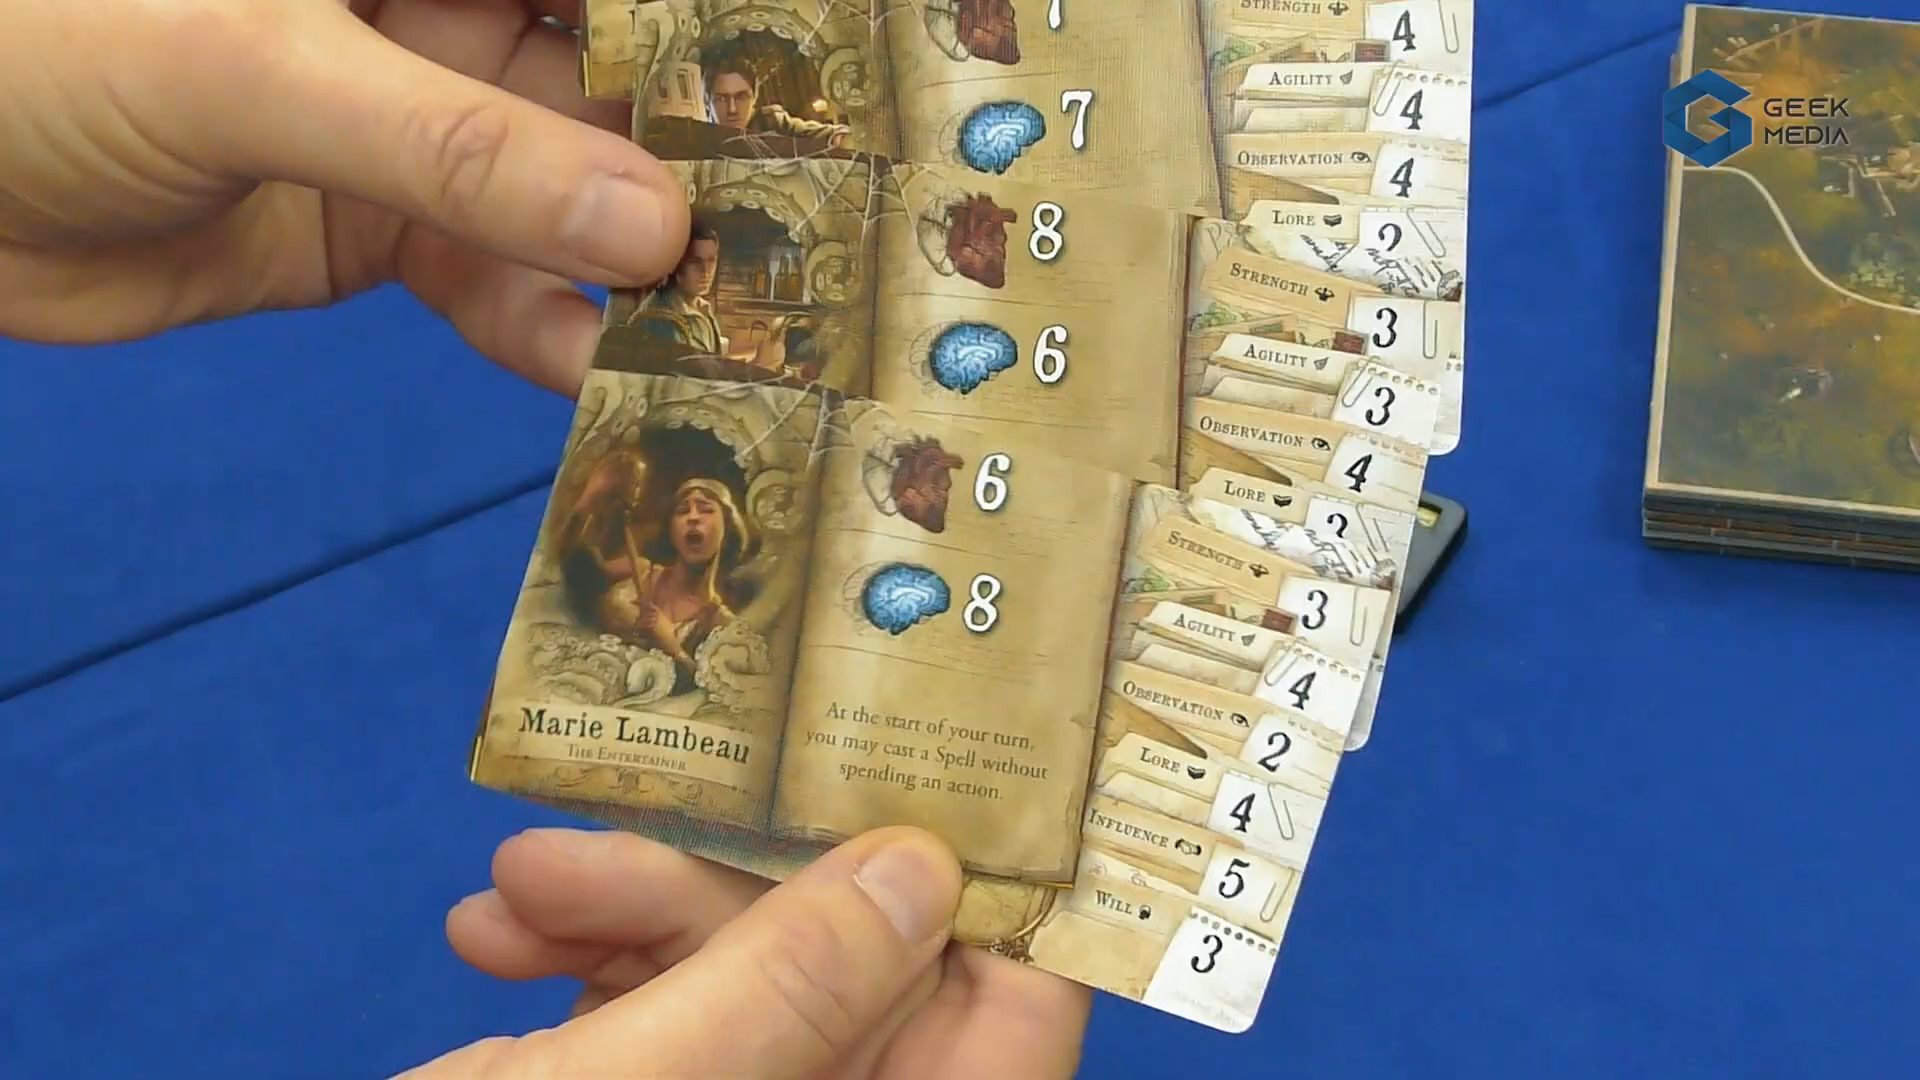 STRENGTH 4
AGILITY 4
7
OBSERVATION 4
LORE 2
GEEK
MEDIA
8
6
STRENGTH 3
AGILITY 3
OBSERVATION 4
LORE
6
8
Marie Lambeau
THE ENTERTAINER
At the start of your turn,
you may cast a Spell without
spending an action.
STRENGTH 3
AGILITY 4
OBSERVATION 2
LORE 4
INFLUENCE 5
WILL 3